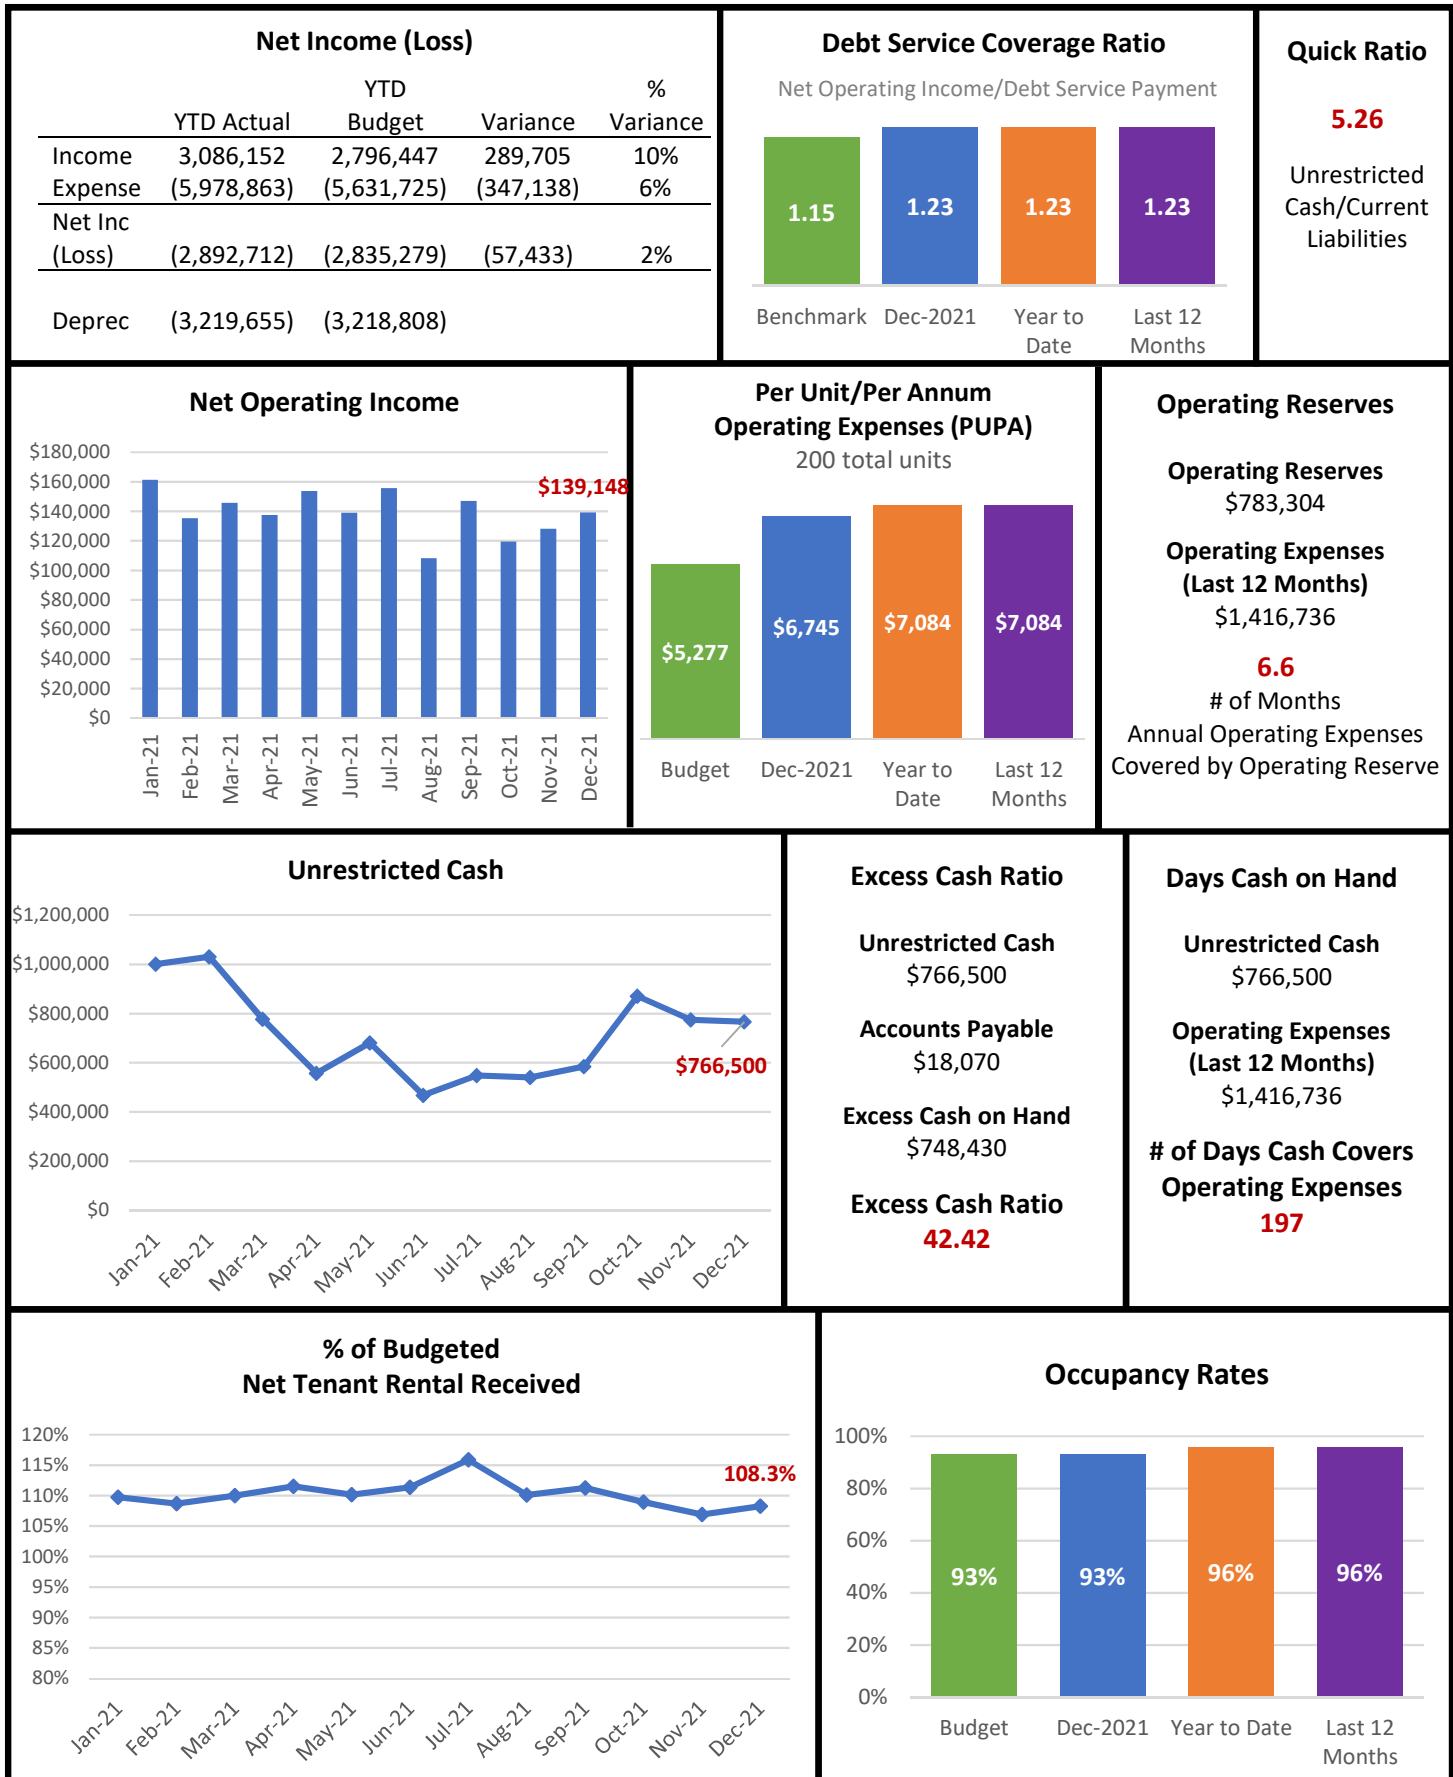 Net Income (Loss)
YTD Actual YTD Budget Variance % Variance
Income 3,086,152 2,796,447 289,705 10%
Expense (5,978,863) (5,631,725) (347,138) 6%
Net Inc
(Loss) (2,892,712) (2,835,279) (57,433) 2%
Deprec (3,219,655) (3,218,808)
Debt Service Coverage Ratio
Net Operating Income/Debt Service Payment
1.15 1.23 1.23 1.23
Benchmark Dec-2021 Year to Date Last 12 Months
Quick Ratio
5.26
Unrestricted
Cash/Current
Liabilities
Net Operating Income
$180,000
$160,000
$140,000
$120,000
$100,000
$80,000
$60,000
$40,000
$20,000
$0
$139,148
Jan-21 Feb-21 Mar-21 Apr-21 May-21 Jun-21 Jul-21 Aug-21 Sep-21 Oct-21 Nov-21 Dec-21
Per Unit/Per Annum
Operating Expenses (PUPA)
200 total units
$5,277 $6,745 $7,084 $7,084
Budget Dec-2021 Year to Date Last 12 Months
Operating Reserves
Operating Reserves
$783,304
Operating Expenses
(Last 12 Months)
$1,416,736
6.6
# of Months
Annual Operating Expenses
Covered by Operating Reserve
Unrestricted Cash
$1,200,000
$1,000,000
$800,000
$600,000
$400,000
$200,000
$0
$766,500
Jan-21 Feb-21 Mar-21 Apr-21 May-21 Jun-21 Jul-21 Aug-21 Sep-21 Oct-21 Nov-21 Dec-21
Excess Cash Ratio
Unrestricted Cash
$766,500
Accounts Payable
$18,070
Excess Cash on Hand
$748,430
Excess Cash Ratio
42.42
Days Cash on Hand
Unrestricted Cash
$766,500
Operating Expenses
(Last 12 Months)
$1,416,736
# of Days Cash Covers
Operating Expenses
197
% of Budgeted
Net Tenant Rental Received
120%
115%
110%
105%
100%
95%
90%
85%
80%
108.3%
Jan-21 Feb-21 Mar-21 Apr-21 May-21 Jun-21 Jul-21 Aug-21 Sep-21 Oct-21 Nov-21 Dec-21
Occupancy Rates
100%
80%
60%
40%
20%
0%
93% 93% 96% 96%
Budget Dec-2021 Year to Date Last 12 Months